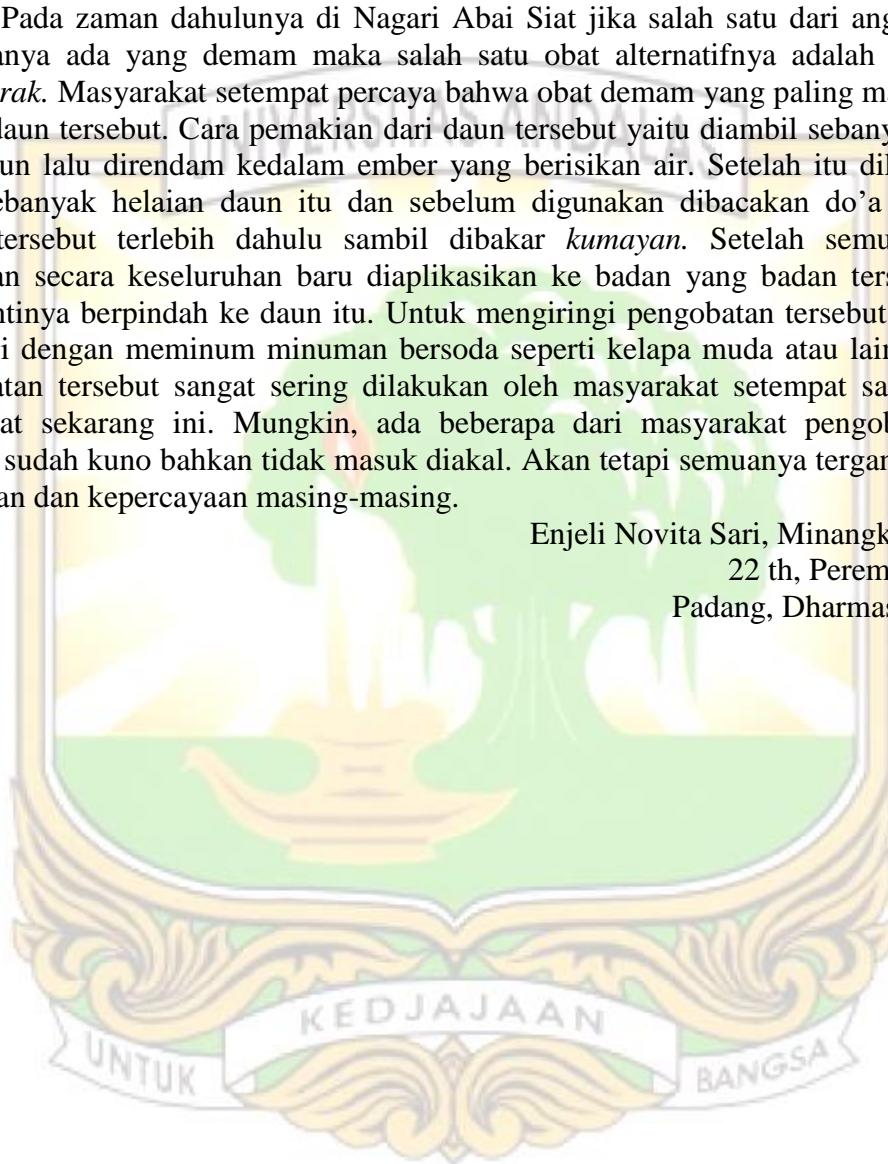 Pada zaman dahulunya di Nagari Abai Siat jika salah satu dari ang
anya ada yang demam maka salah satu obat alternatifnya adalah
rak. Masyarakat setempat percaya bahwa obat demam yang paling ma
daun tersebut. Cara pemakian dari daun tersebut yaitu diambil sebany
un lalu direndam kedalam ember yang berisikan air. Setelah itu dil
ebanyak helaian daun itu dan sebelum digunakan dibacakan do’a
tersebut terlebih dahulu sambil dibakar kumayan. Setelah semu
an secara keseluruhan baru diaplikasikan ke badan yang badan ters
ntinya berpindah ke daun itu. Untuk mengiringi pengobatan tersebut
i dengan meminum minuman bersoda seperti kelapa muda atau lain
atan tersebut sangat sering dilakukan oleh masyarakat setempat sa
at sekarang ini. Mungkin, ada beberapa dari masyarakat pengob
sudah kuno bahkan tidak masuk diakal. Akan tetapi semuanya tergan
an dan kepercayaan masing-masing.
Enjeli Novita Sari, Minangk
22 th, Perem
Padang, Dharmas
UNIVERSITAS ANDALAS
UNTUK KEDJAJAAN BANGSA